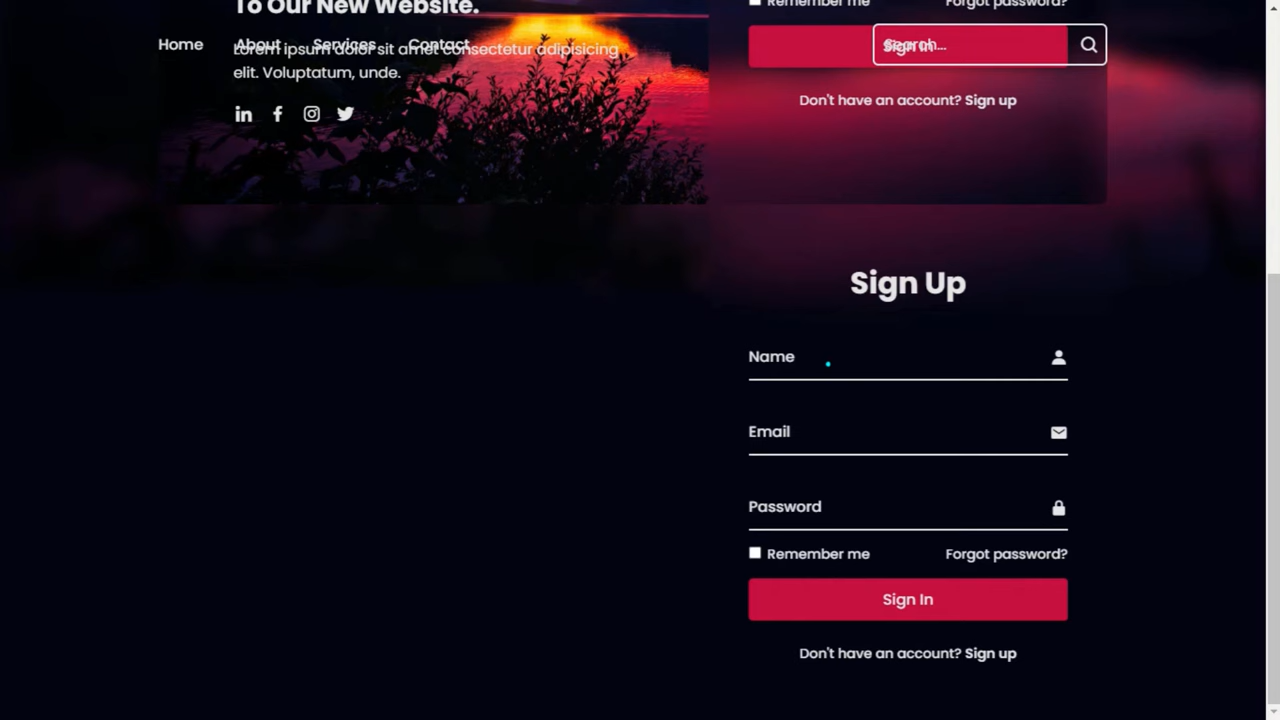 To Our New Website.
Remember me Forgot password?
Home About Services Contact
Search...
Sign In
Lorem ipsum dolor sit amet consectetur adipisicing
elit. Voluptatum, unde.
Don't have an account? Sign up
Sign Up
Name
Email
Password
Remember me Forgot password?
Sign In
Don't have an account? Sign up